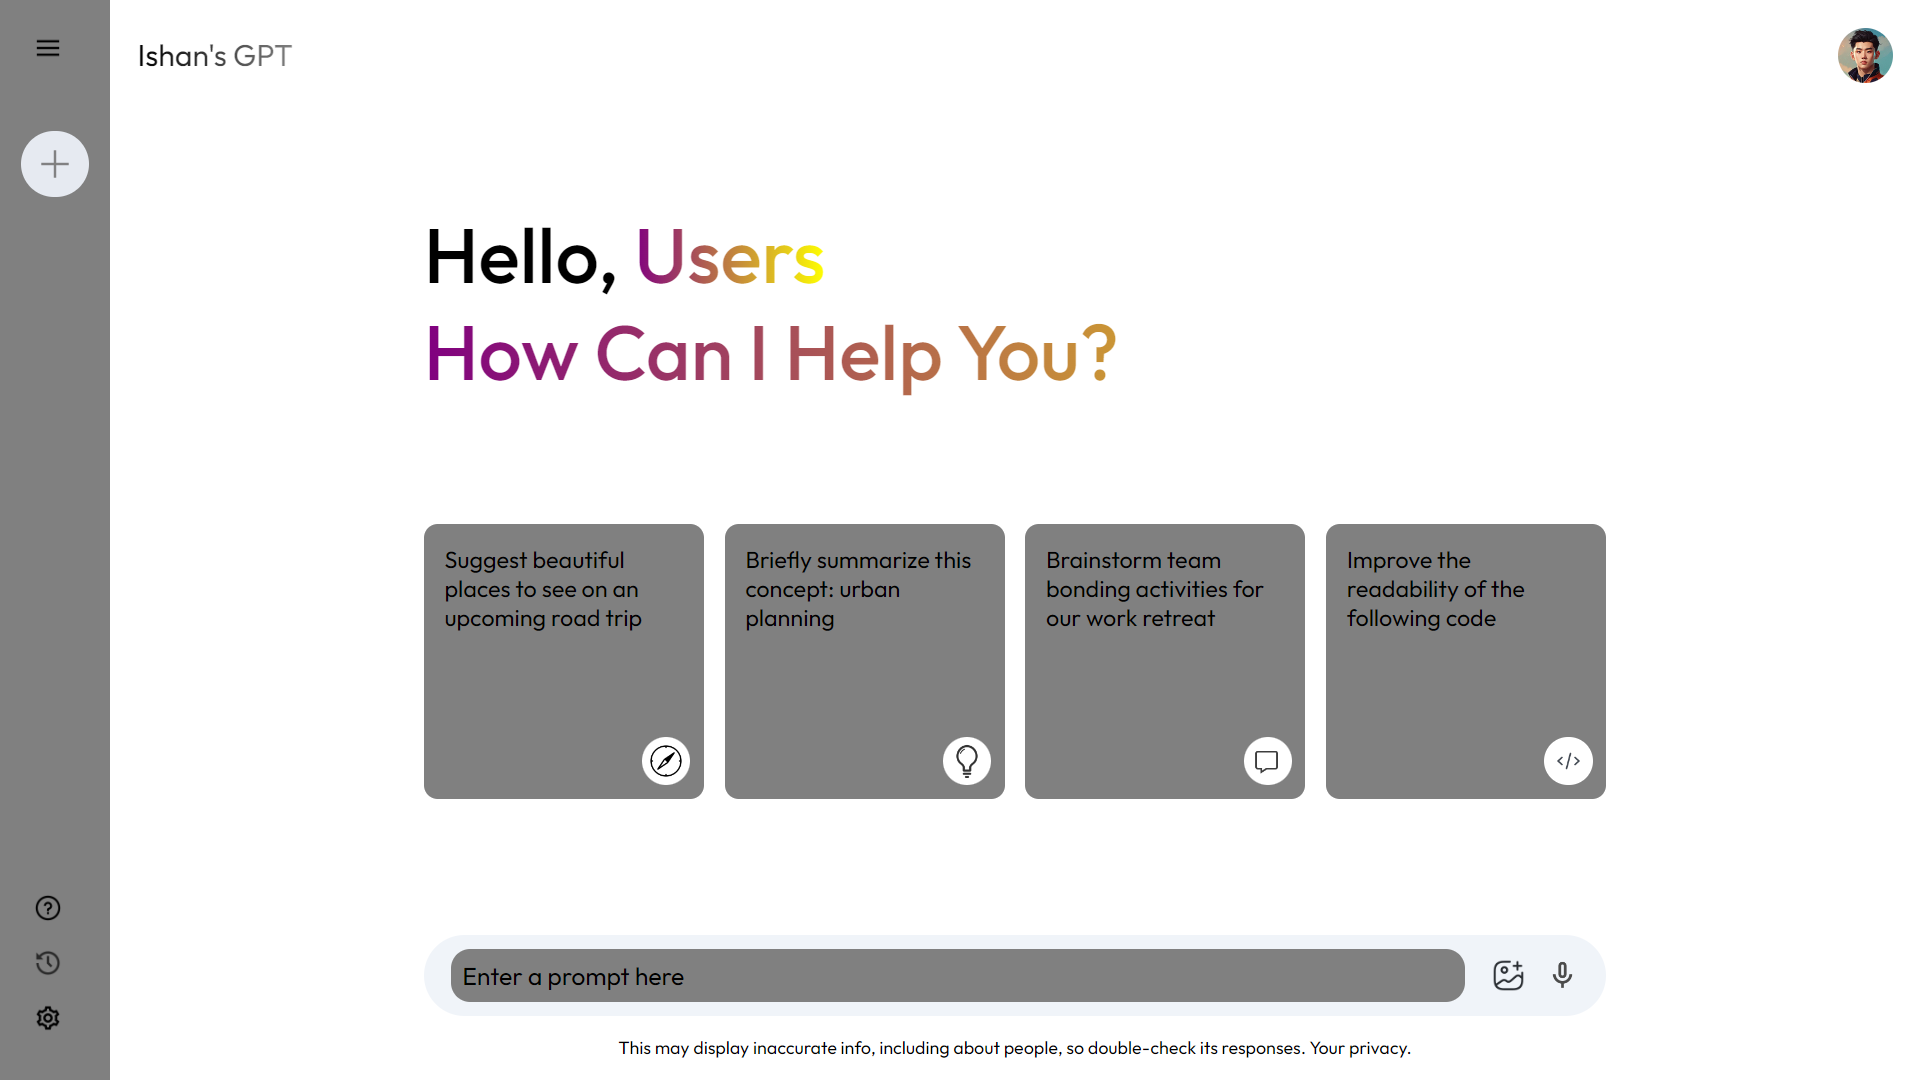 Ishan's GPT
Hello, Users
How Can I Help You?
Suggest beautiful
places to see on an
upcoming road trip
Briefly summarize this
concept: urban
planning
Brainstorm team
bonding activities for
our work retreat
Improve the
readability of the
following code
Enter a prompt here
This may display inaccurate info, including about people, so double-check its responses. Your privacy.